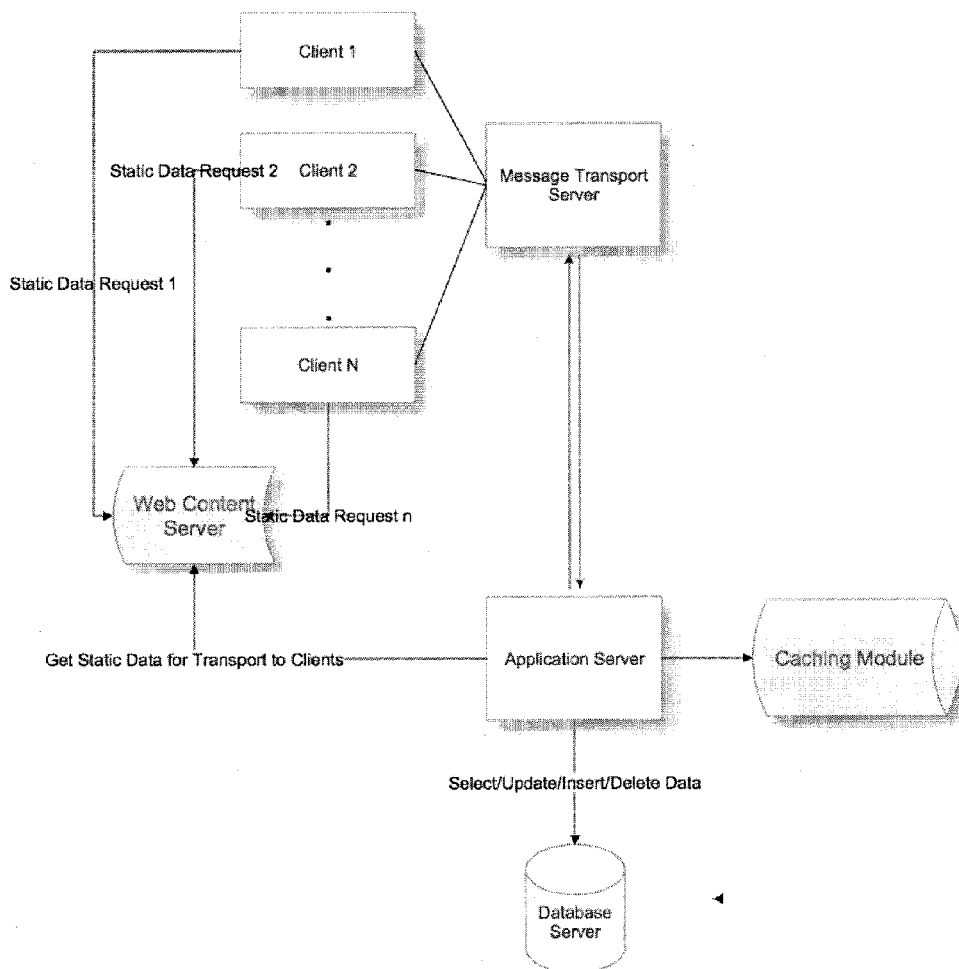 Client 1
Message Transport
Server
Static Data Request 2
Client 2
Static Data Request 1
Client N
Web Content
Server
Static Data Request n
Get Static Data for Transport to Clients
Application Server
Caching Module
Select/Update/Insert/Delete Data
Database
Server